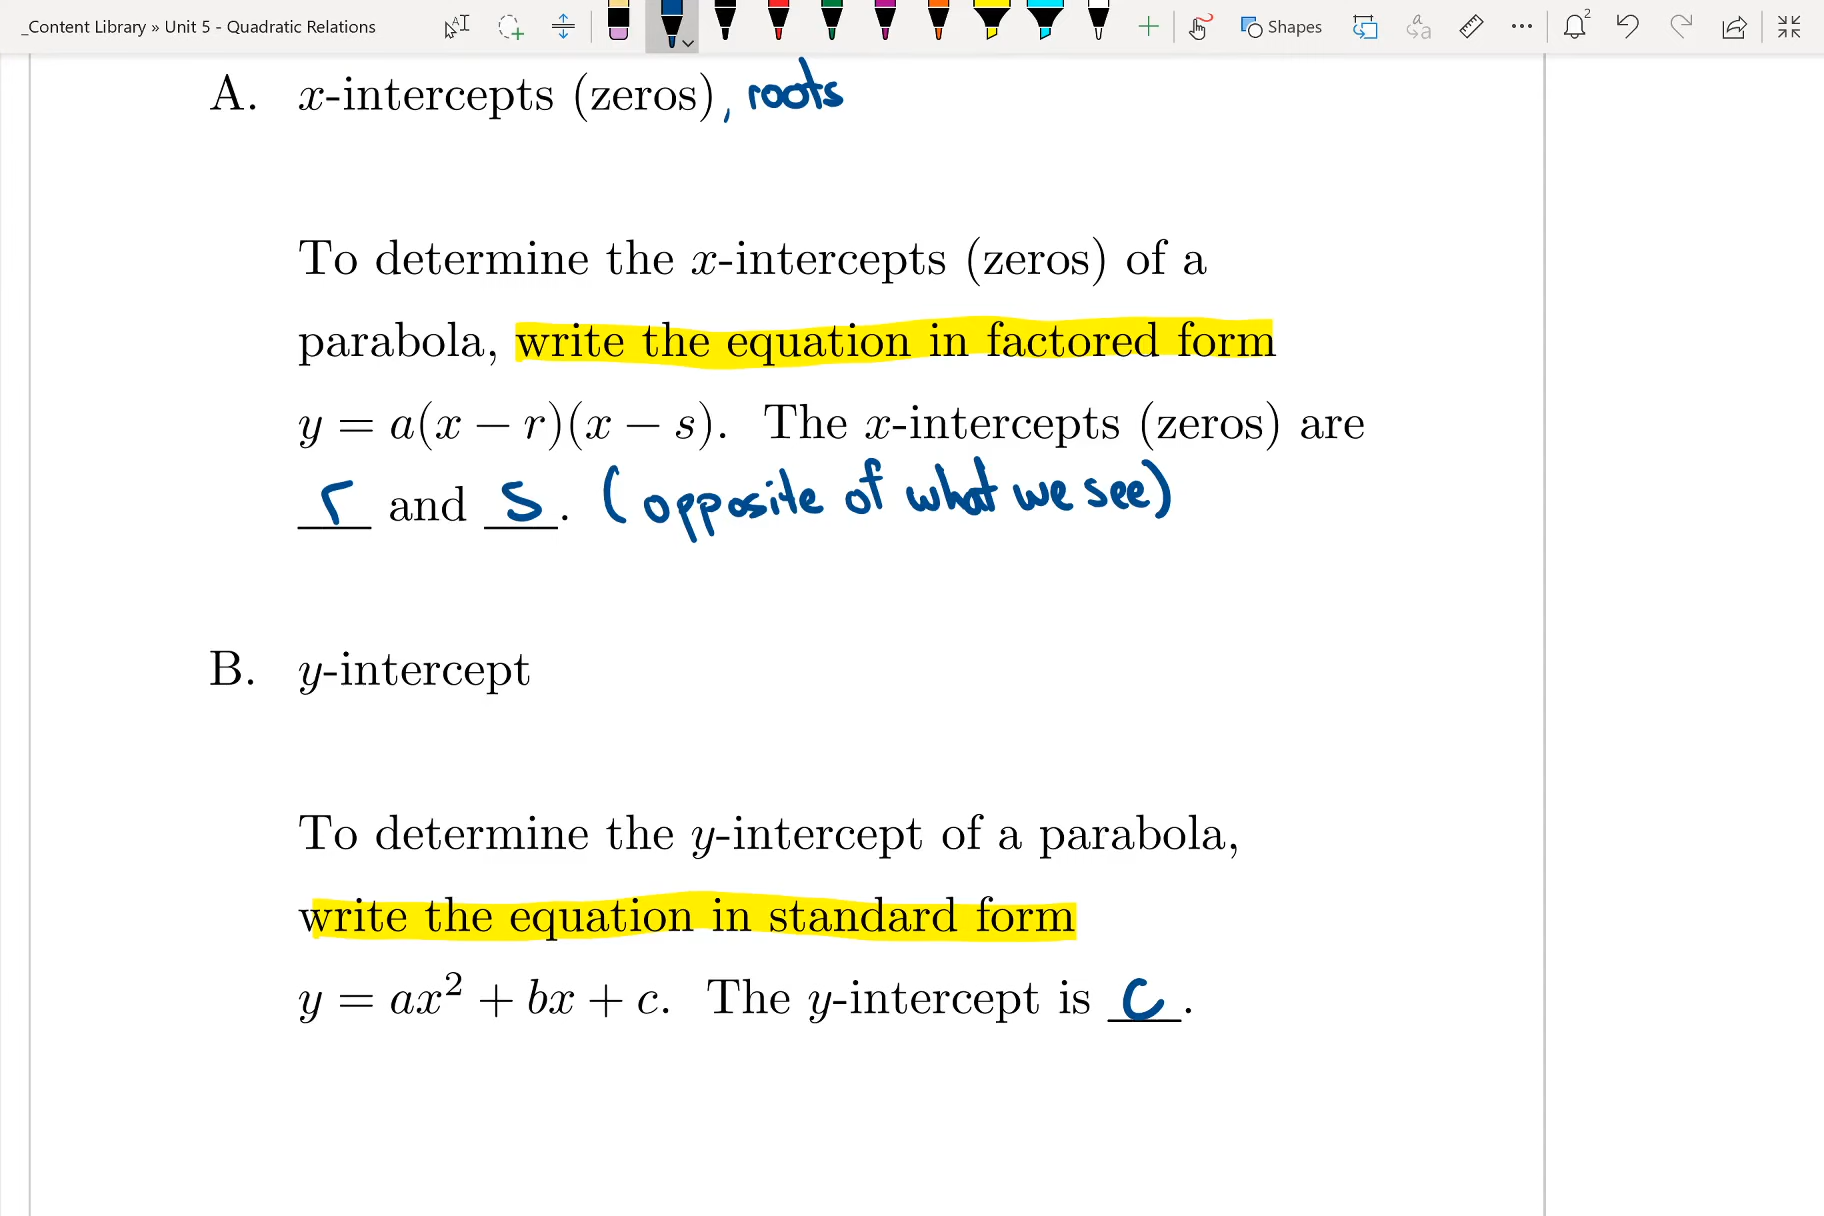 _Content Library » Unit 5 - Quadratic Relations
Shapes
2
A. x-intercepts (zeros), roots
To determine the x-intercepts (zeros) of a
parabola, write the equation in factored form
y = a(x − r)(x − s). The x-intercepts (zeros) are
r and s. (opposite of what we see)
B. y-intercept
To determine the y-intercept of a parabola,
write the equation in standard form
y = ax² + bx + c. The y-intercept is c.